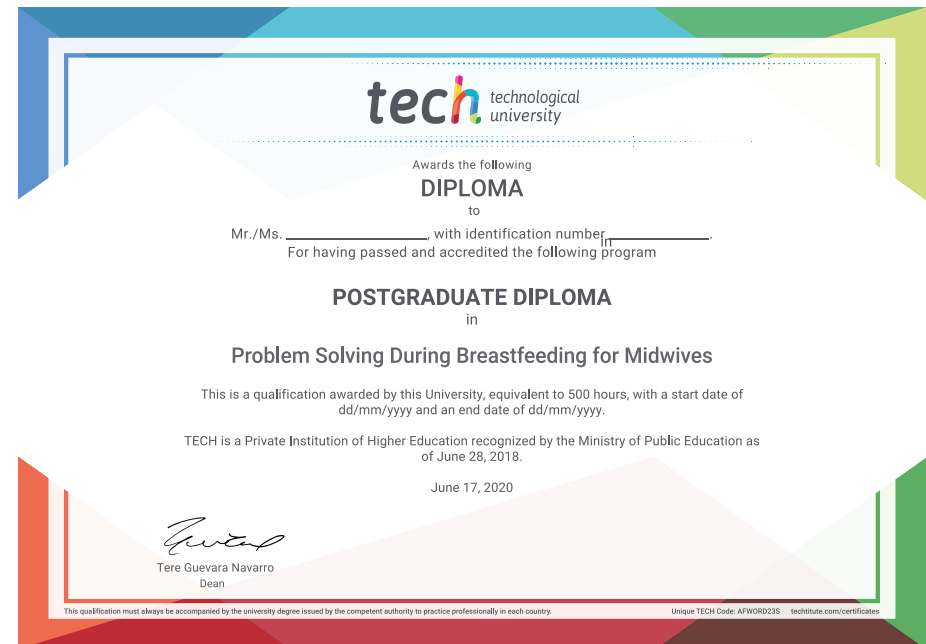 tech technological
university
Awards the following
DIPLOMA
to
Mr./Ms. ____________________, with identification number ______________.
in
For having passed and accredited the following program
POSTGRADUATE DIPLOMA
in
Problem Solving During Breastfeeding for Midwives
This is a qualification awarded by this University, equivalent to 500 hours, with a start date of
dd/mm/yyyy and an end date of dd/mm/yyyy.
TECH is a Private Institution of Higher Education recognized by the Ministry of Public Education as
of June 28, 2018.
June 17, 2020
Tere Guevara Navarro
Dean
This qualification must always be accompanied by the university degree issued by the competent authority to practice professionally in each country. Unique TECH Code: AFWORD23S techtitute.com/certificates